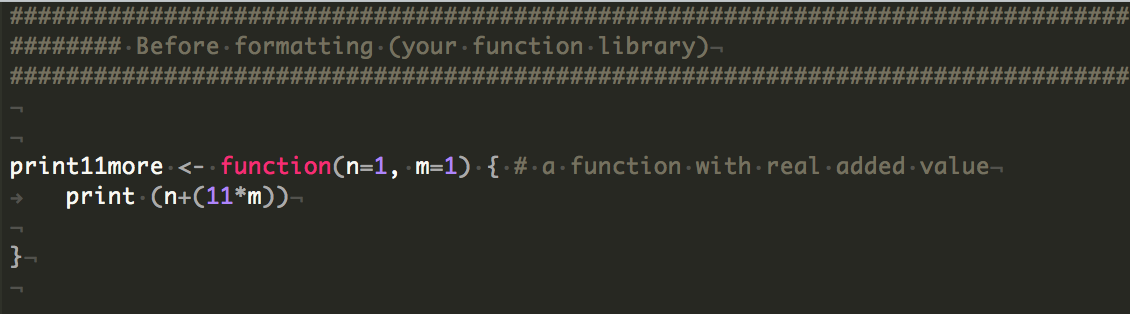 ################################################################################
######## Before formatting (your function library)¬
################################################################################
¬
¬
print11more <- function(n=1, m=1) { # a function with real added value¬
→   print (n+(11*m))¬
¬
}¬
¬